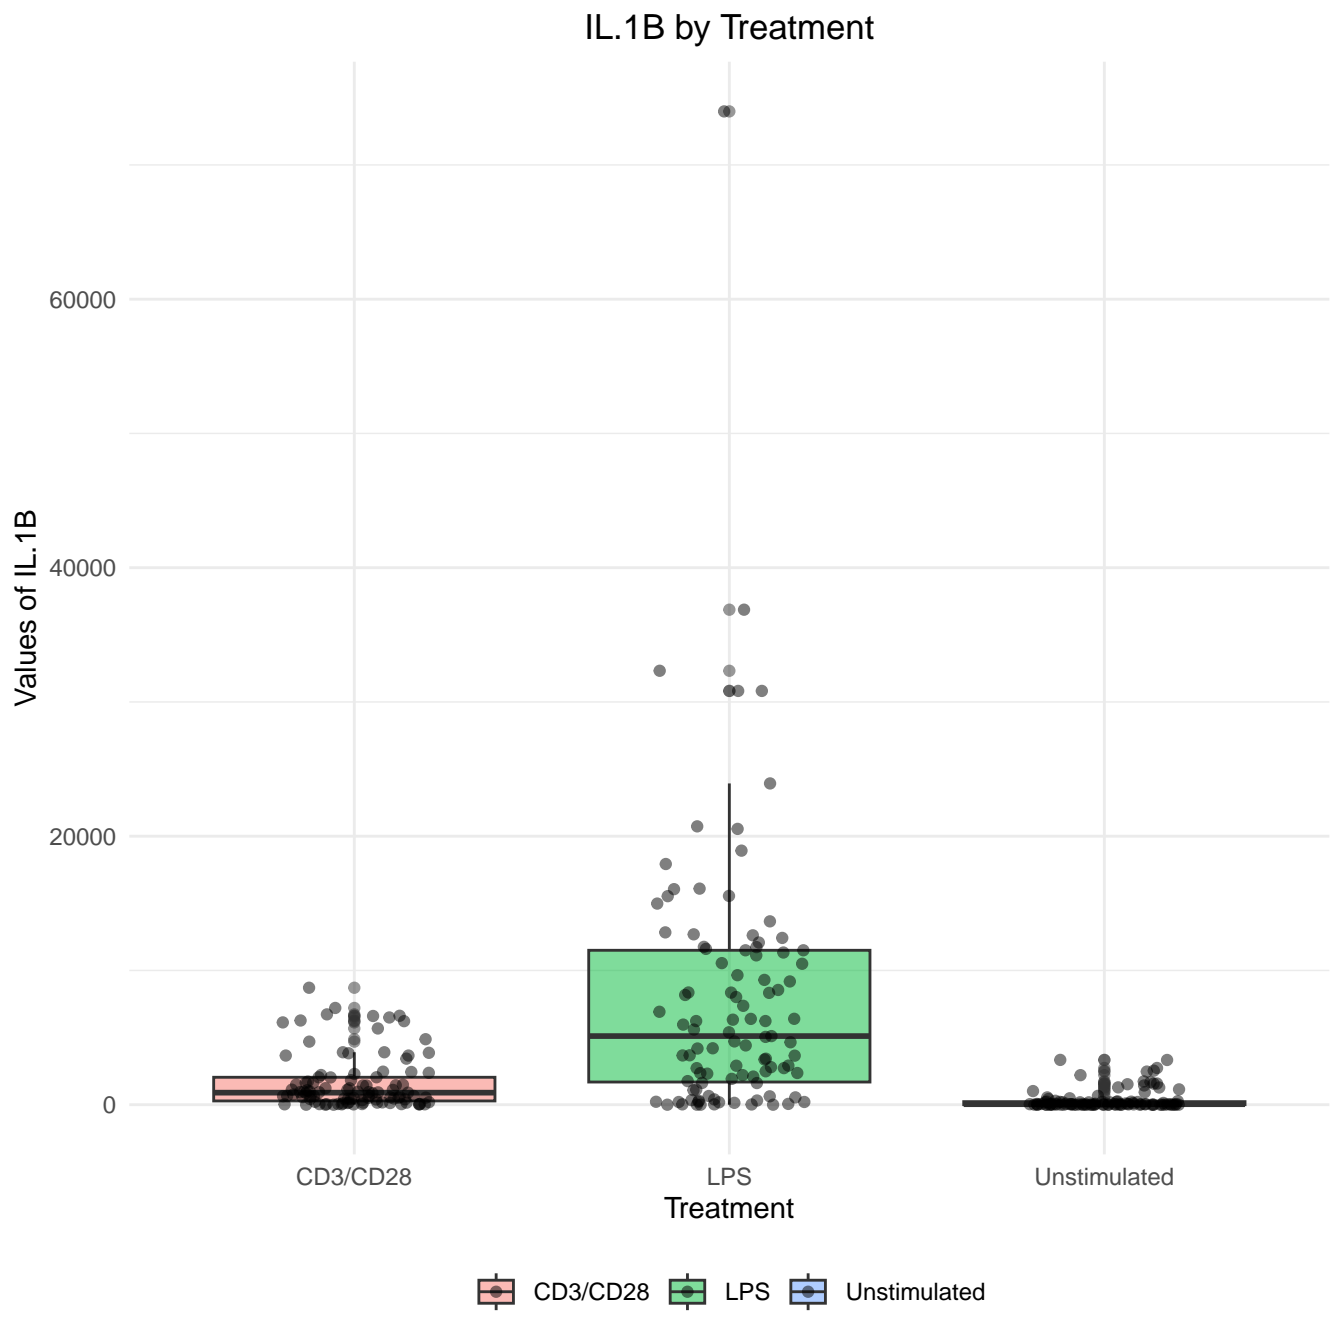 IL.1B by Treatment
Values of IL.1B
60000
40000
20000
0
CD3/CD28 LPS Unstimulated
Treatment
CD3/CD28 LPS Unstimulated